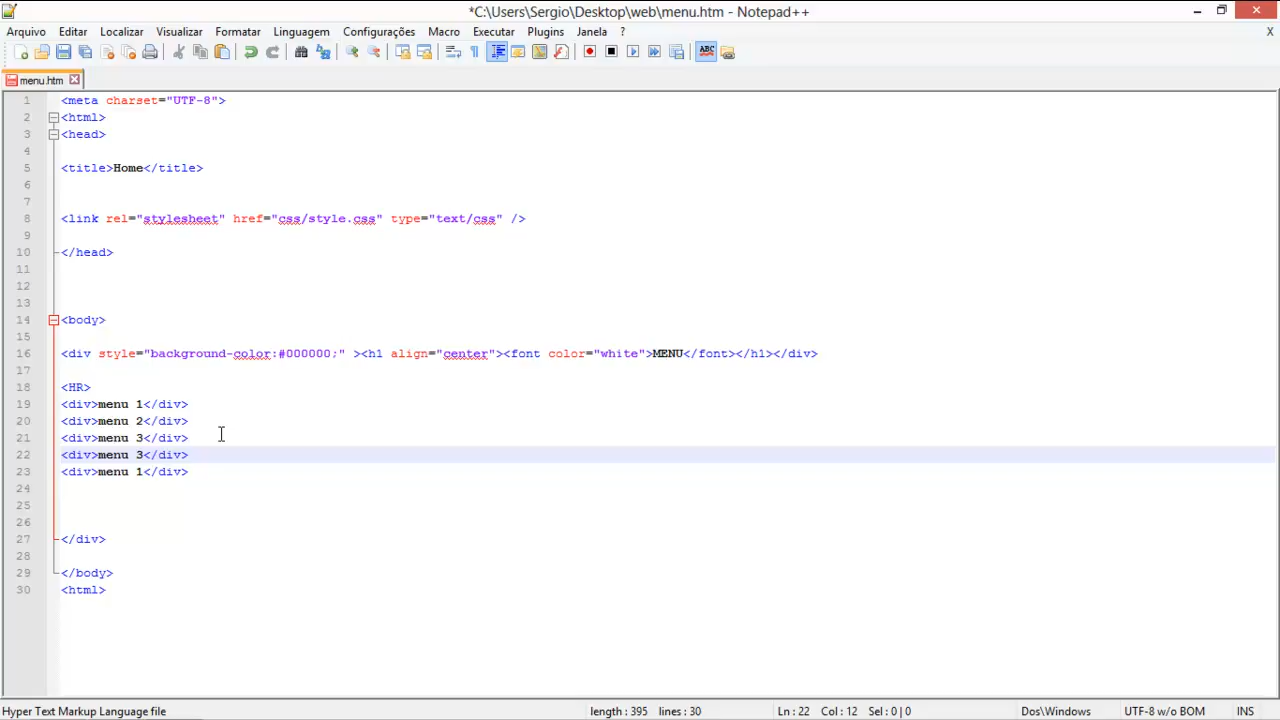 *C:\Users\Sergio\Desktop\web\menu.htm - Notepad++
Arquivo Editar Localizar Visualizar Formatar Linguagem Configurações Macro Executar Plugins Janela ? X
menu.htm
1 <meta charset="UTF-8">
2 <html>
3 <head>
4
5 <title>Home</title>
6
7
8 <link rel="stylesheet" href="css/style.css" type="text/css" />
9
10 </head>
11
12
13
14 <body>
15
16 <div style="background-color:#000000;" ><h1 align="center"><font color="white">MENU</font></h1></div>
17
18 <HR>
19 <div>menu 1</div>
20 <div>menu 2</div>
21 <div>menu 3</div>
22 <div>menu 3</div>
23 <div>menu 1</div>
24
25
26
27 </div>
28
29 </body>
30 <html>
Hyper Text Markup Language file length : 395 lines : 30 Ln : 22 Col : 12 Sel : 0 | 0 Dos\Windows UTF-8 w/o BOM INS